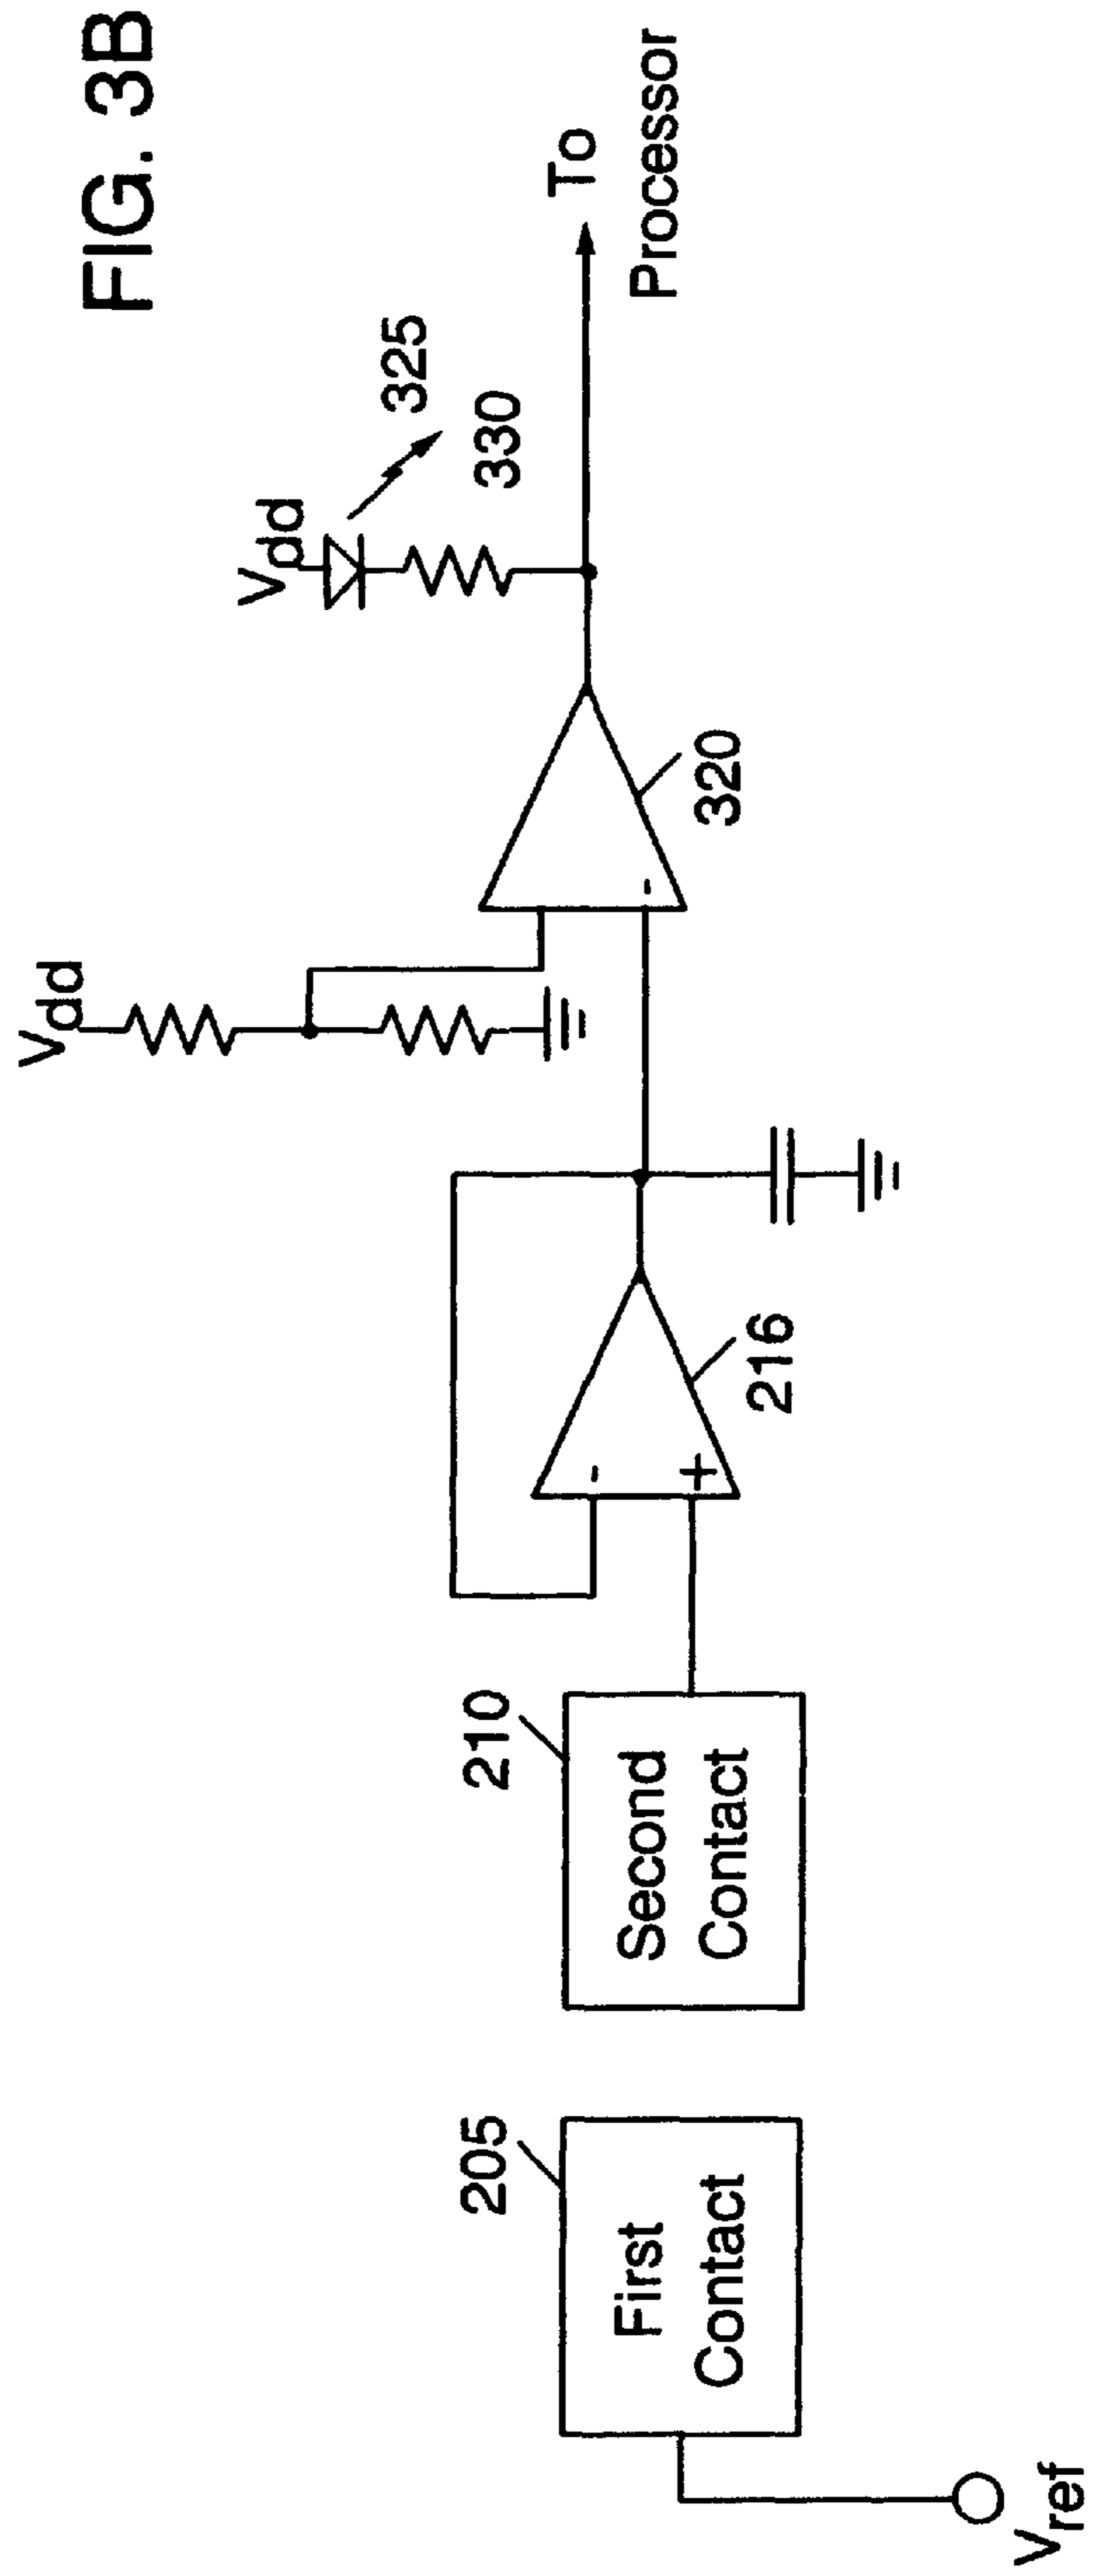 FIG. 3B
Vdd
Vdd
325
330
To
Processor
-
320
-
+
216
210
Second
Contact
205
First
Contact
Vref